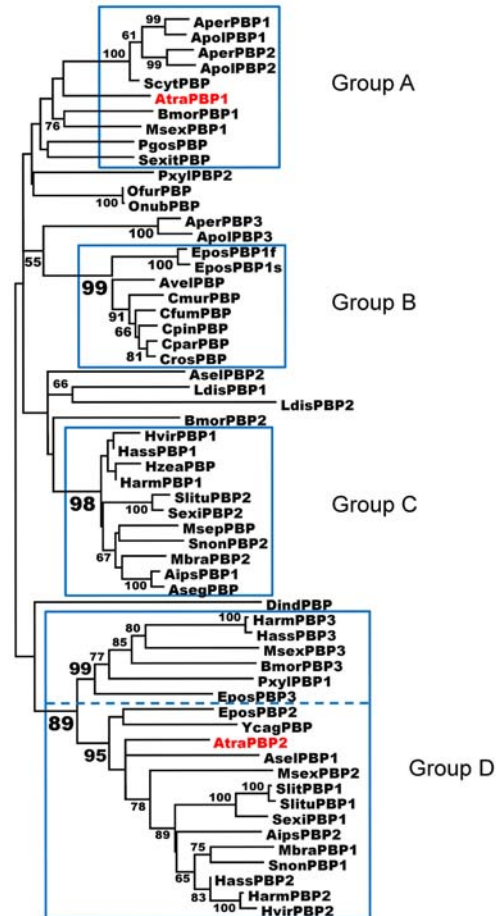 99
AperPBP1
61
ApolPBP1
100
AperPBP2
99
ApolPBP2
ScytPBP
Group A
AtraPBP1
BmorPBP1
76
MsexPBP1
PgosPBP
SexitPBP
PxylPBP2
OfurPBP
100
OnubPBP
AperPBP3
100
ApolPBP3
55
EposPBP1f
100
EposPBP1s
99
AvelPBP
CmurPBP
91
CfumPBP
Group B
66
CpinPBP
CparPBP
81
CrosPBP
AselPBP2
66
LdisPBP1
LdisPBP2
BmorPBP2
HvirPBP1
HassPBP1
HzeaPBP
HarmPBP1
98
SlituPBP2
100
SexiPBP2
Group C
MsepPBP
SnonPBP2
67
MbraPBP2
AipsPBP1
100
AsegPBP
DindPBP
100
HarmPBP3
80
HassPBP3
85
MsexPBP3
77
BmorPBP3
99
PxylPBP1
EposPBP3
89
EposPBP2
YcagPBP
95
AtraPBP2
AselPBP1
Group D
MsexPBP2
78
100
SlitPBP1
SlituPBP1
100
SexiPBP1
89
AipsPBP2
75
MbraPBP1
SnonPBP1
65
HassPBP2
83
HarmPBP2
100
HvirPBP2